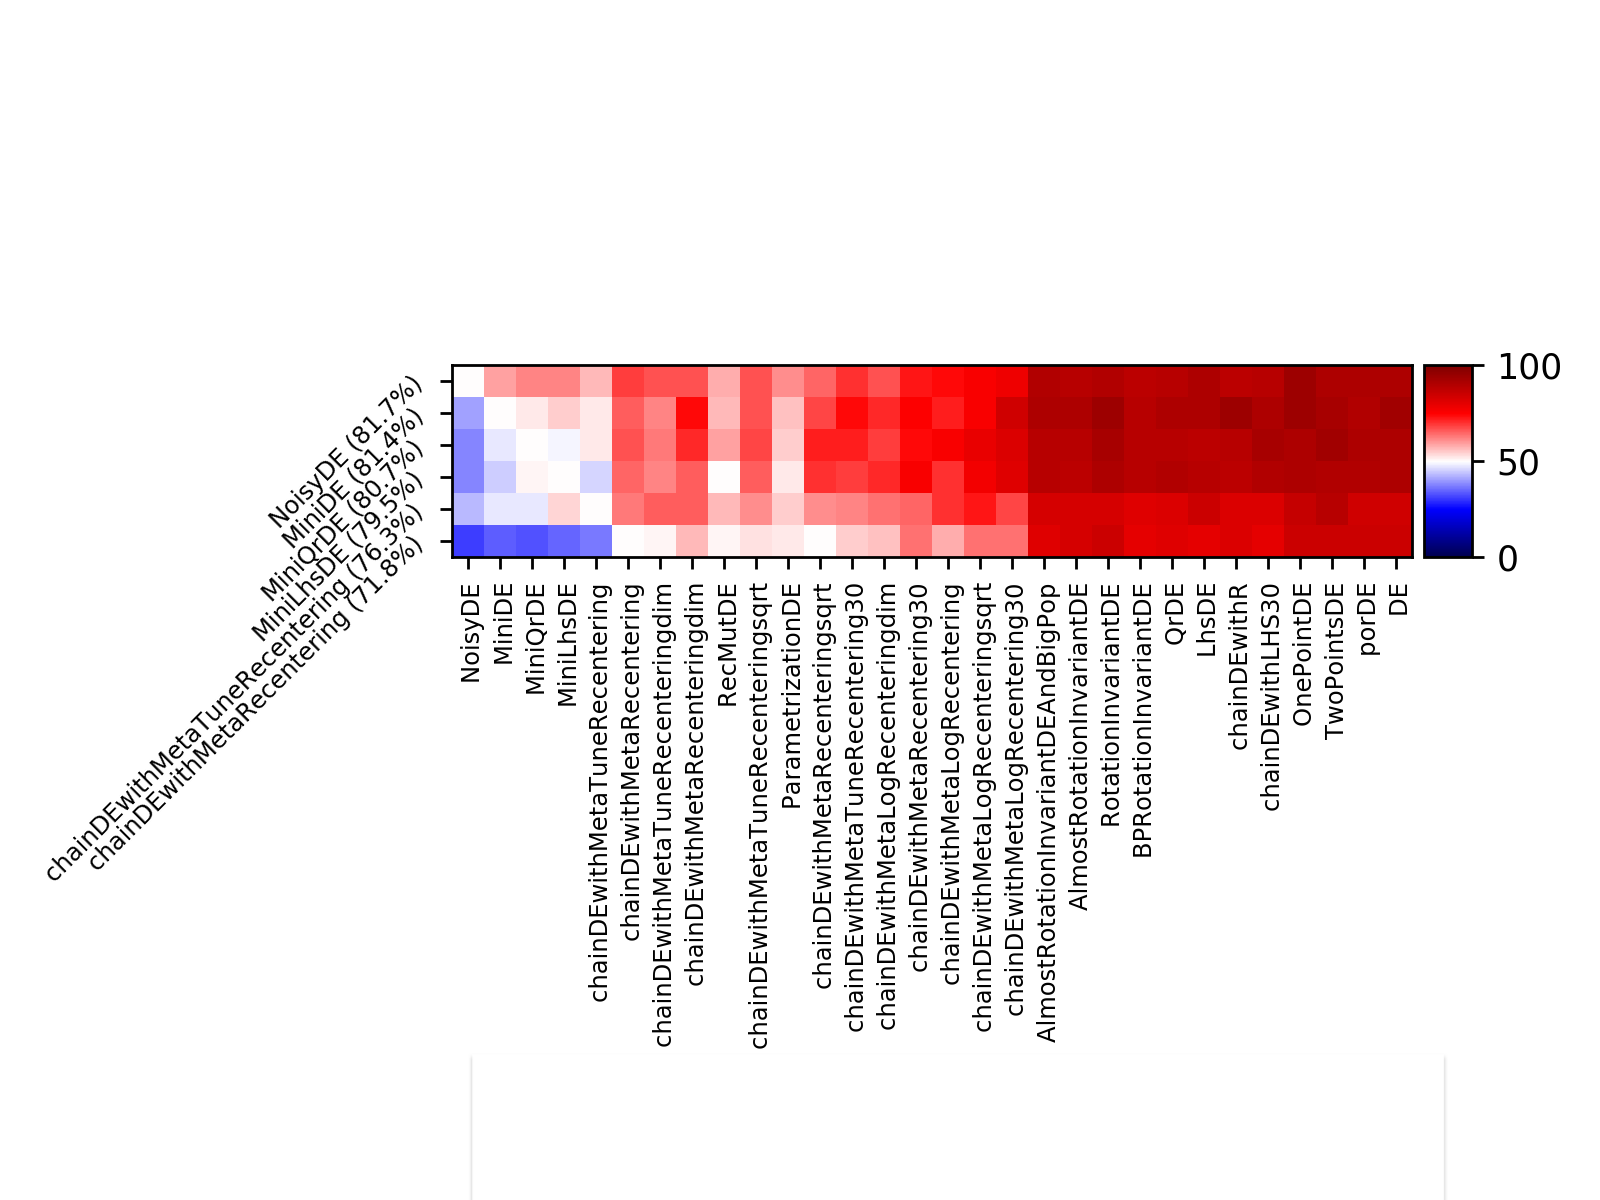 NoisyDE (81.7%)
MiniDE (81.4%)
MiniQrDE (80.7%)
MiniLhsDE (79.5%)
chainDEwithMetaTuneRecentering (76.3%)
chainDEwithMetaRecentering (71.8%)
100
50
0
NoisyDE
MiniDE
MiniQrDE
MiniLhsDE
chainDEwithMetaTuneRecentering
chainDEwithMetaRecentering
chainDEwithMetaTuneRecenteringdim
chainDEwithMetaRecenteringdim
RecMutDE
chainDEwithMetaTuneRecenteringsqrt
ParametrizationDE
chainDEwithMetaRecenteringsqrt
chainDEwithMetaTuneRecentering30
chainDEwithMetaLogRecenteringdim
chainDEwithMetaRecentering30
chainDEwithMetaLogRecentering
chainDEwithMetaLogRecenteringsqrt
chainDEwithMetaLogRecentering30
AlmostRotationInvariantDEAndBigPop
AlmostRotationInvariantDE
RotationInvariantDE
BPRotationInvariantDE
QrDE
LhsDE
chainDEwithR
chainDEwithLHS30
OnePointDE
TwoPointsDE
porDE
DE